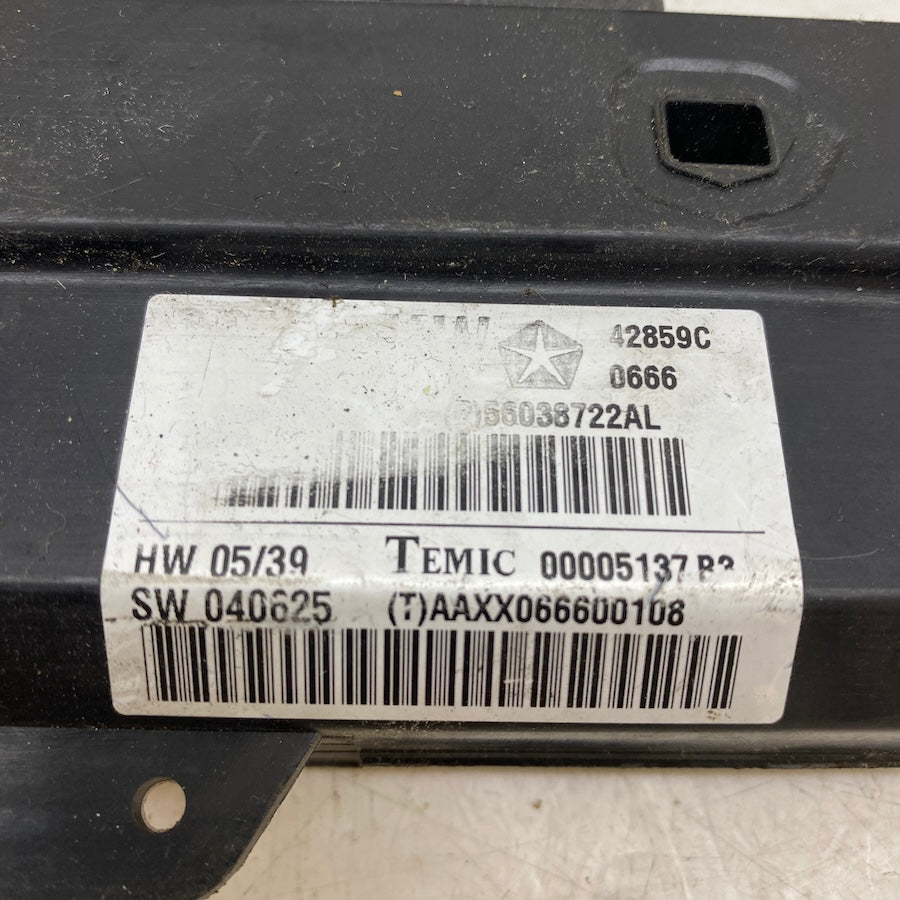 42859C
0666
56038722AL
HW 05/39 TEMIC 00005137
SW 040625 (T)AAXX066600108